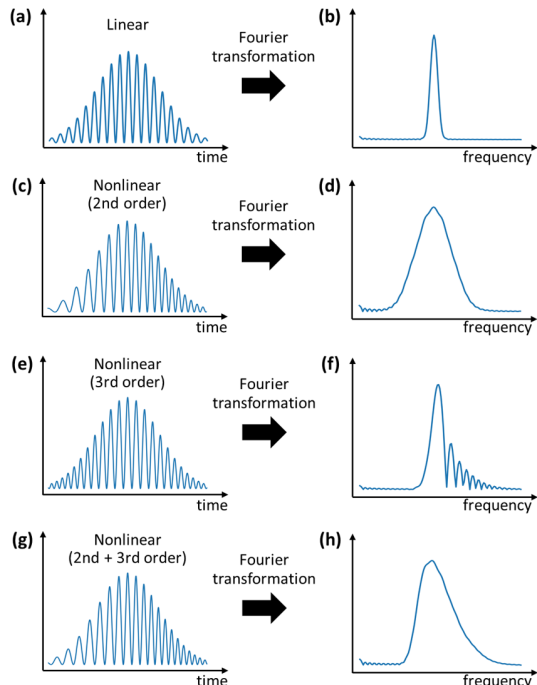 (a)
Linear
Fourier
transformation
(b)
time
frequency
(c)
Nonlinear
(2nd order)
Fourier
transformation
(d)
time
frequency
(e)
Nonlinear
(3rd order)
Fourier
transformation
(f)
time
frequency
(g)
Nonlinear
(2nd + 3rd order)
Fourier
transformation
(h)
time
frequency